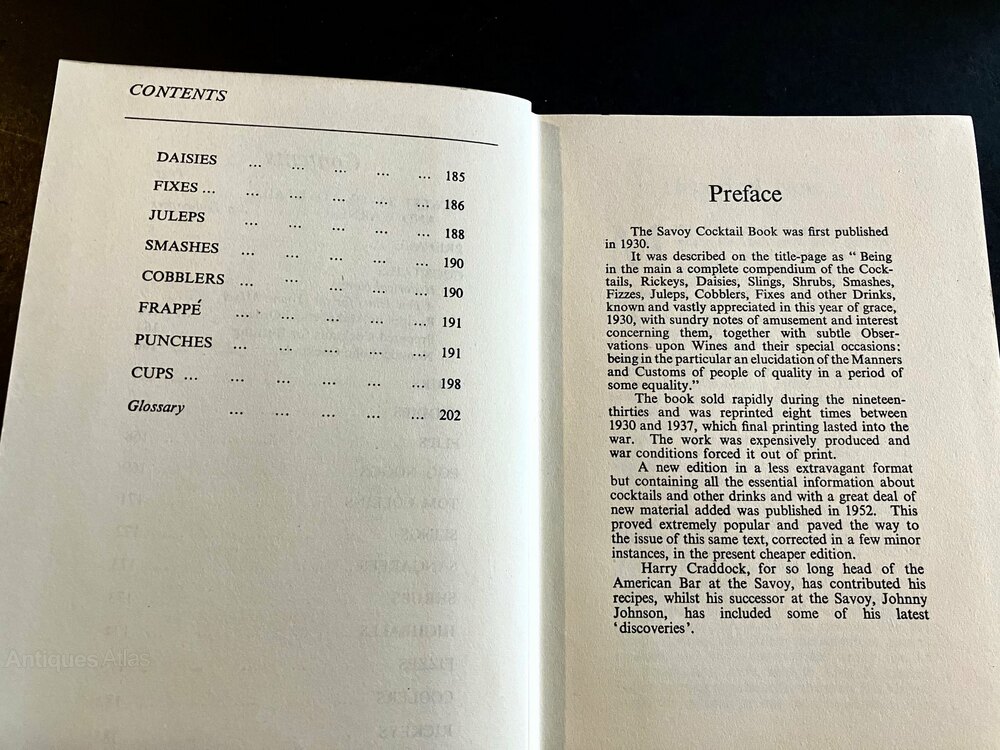 CONTENTS
DAISIES ... ... ... ... ... 185
FIXES ... ... ... ... ... ... 186
JULEPS ... ... ... ... ... 188
SMASHES ... ... ... ... ... 190
COBBLERS ... ... ... ... ... 190
FRAPPÉ ... ... ... ... ... 191
PUNCHES ... ... ... ... ... 191
CUPS ... ... ... ... ... ... 198
Glossary ... ... ... ... ... 202
Antiques Atlas
Preface
The Savoy Cocktail Book was first published
in 1930.
It was described on the title-page as “ Being
in the main a complete compendium of the Cock-
tails, Rickeys, Daisies, Slings, Shrubs, Smashes,
Fizzes, Juleps, Cobblers, Fixes and other Drinks,
known and vastly appreciated in this year of grace,
1930, with sundry notes of amusement and interest
concerning them, together with subtle Obser-
vations upon Wines and their special occasions:
being in the particular an elucidation of the Manners
and Customs of people of quality in a period of
some equality.”
The book sold rapidly during the nineteen-
thirties and was reprinted eight times between
1930 and 1937, which final printing lasted into the
war. The work was expensively produced and
war conditions forced it out of print.
A new edition in a less extravagant format
but containing all the essential information about
cocktails and other drinks and with a great deal of
new material added was published in 1952. This
proved extremely popular and paved the way to
the issue of this same text, corrected in a few minor
instances, in the present cheaper edition.
Harry Craddock, for so long head of the
American Bar at the Savoy, has contributed his
recipes, whilst his successor at the Savoy, Johnny
Johnson, has included some of his latest
‘discoveries’.